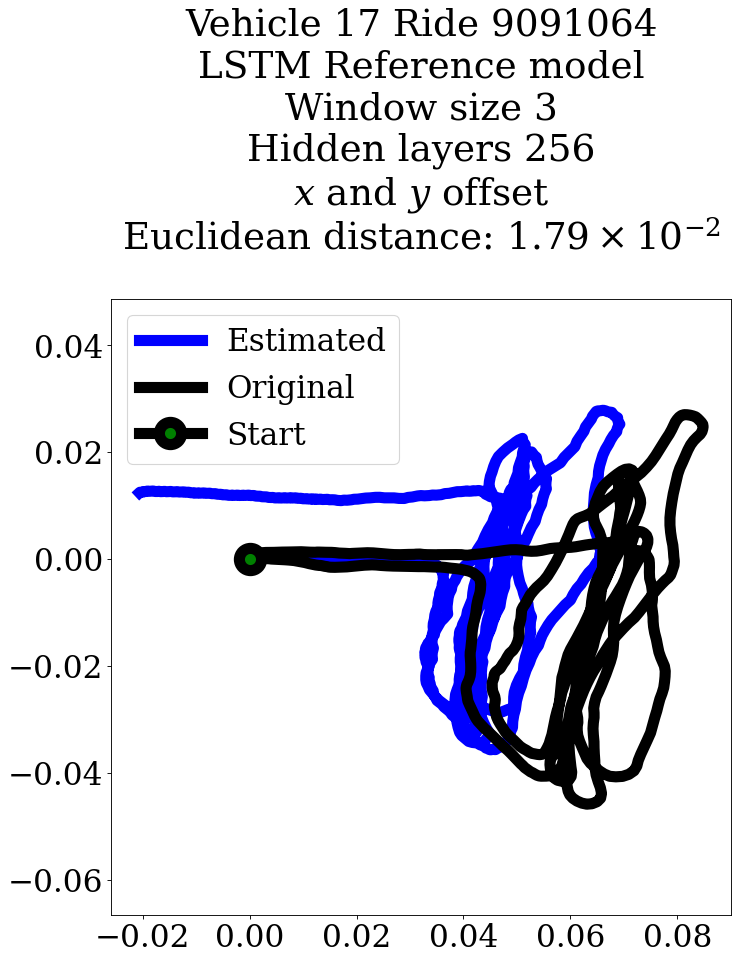 Vehicle 17 Ride 9091064
LSTM Reference model
Window size 3
Hidden layers 256
x and y offset
Euclidean distance: 1.79 × 10⁻²
Estimated
Original
Start
0.04
0.02
0.00
−0.02
−0.04
−0.06
−0.02 0.00 0.02 0.04 0.06 0.08